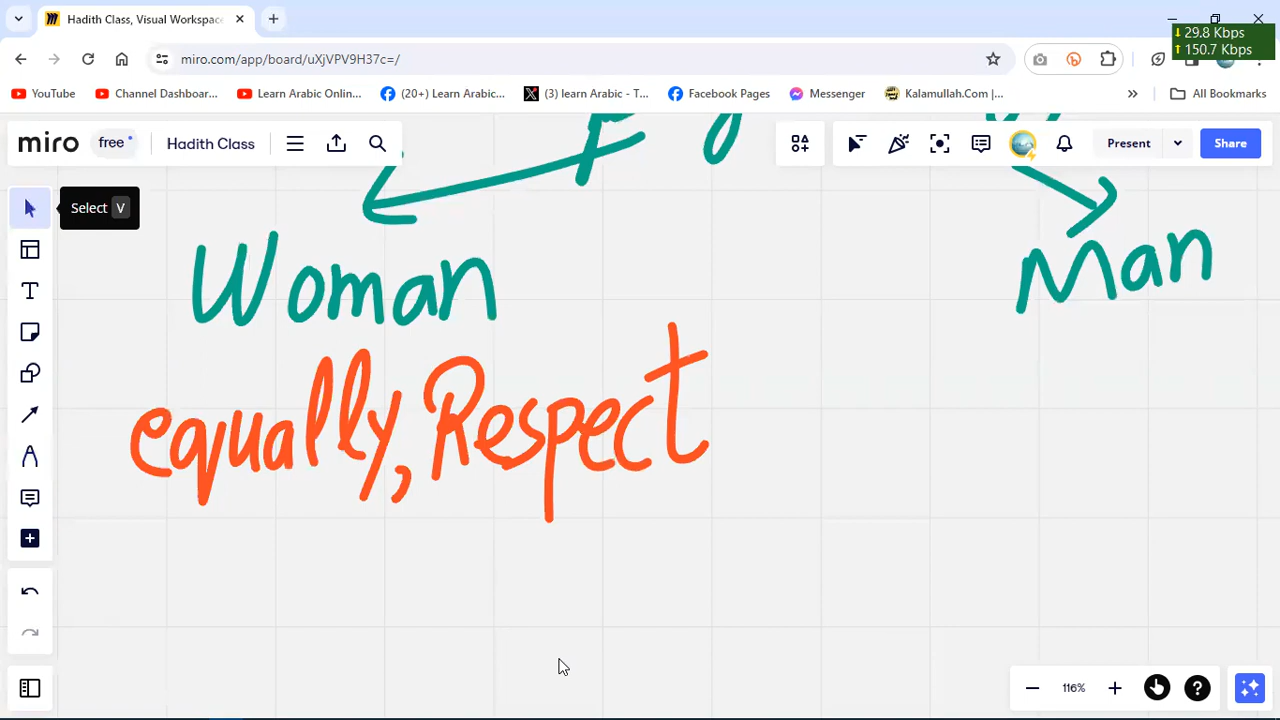 Hadith Class, Visual Workspac
29.8 Kbps
150.7 Kbps
miro.com/app/board/uXjVPV9H37c=/
YouTube
Channel Dashboar...
Learn Arabic Onlin...
(20+) Learn Arabic...
(3) learn Arabic - T...
Facebook Pages
Messenger
Kalamullah.Com |...
All Bookmarks
miro
free
Hadith Class
Present
Share
Select V
Woman
Man
equally, Respect
116%